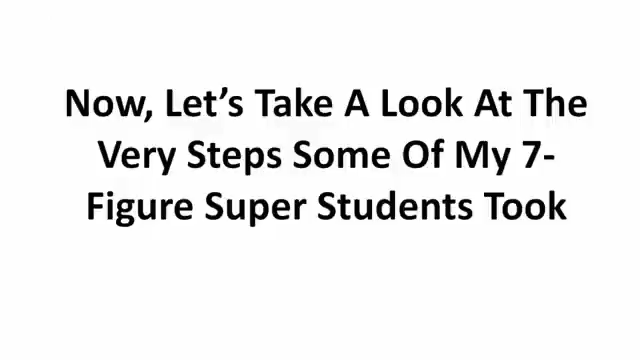 Now, Let’s Take A Look At The
Very Steps Some Of My 7-
Figure Super Students Took